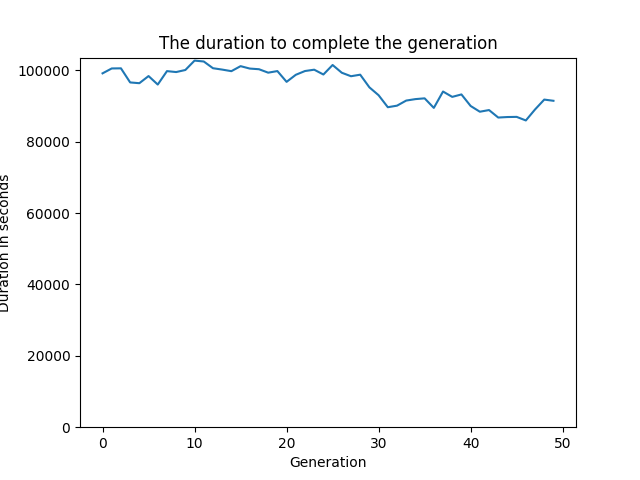 The duration to complete the generation
100000
80000
60000
40000
20000
0
Duration in seconds
0 10 20 30 40 50
Generation